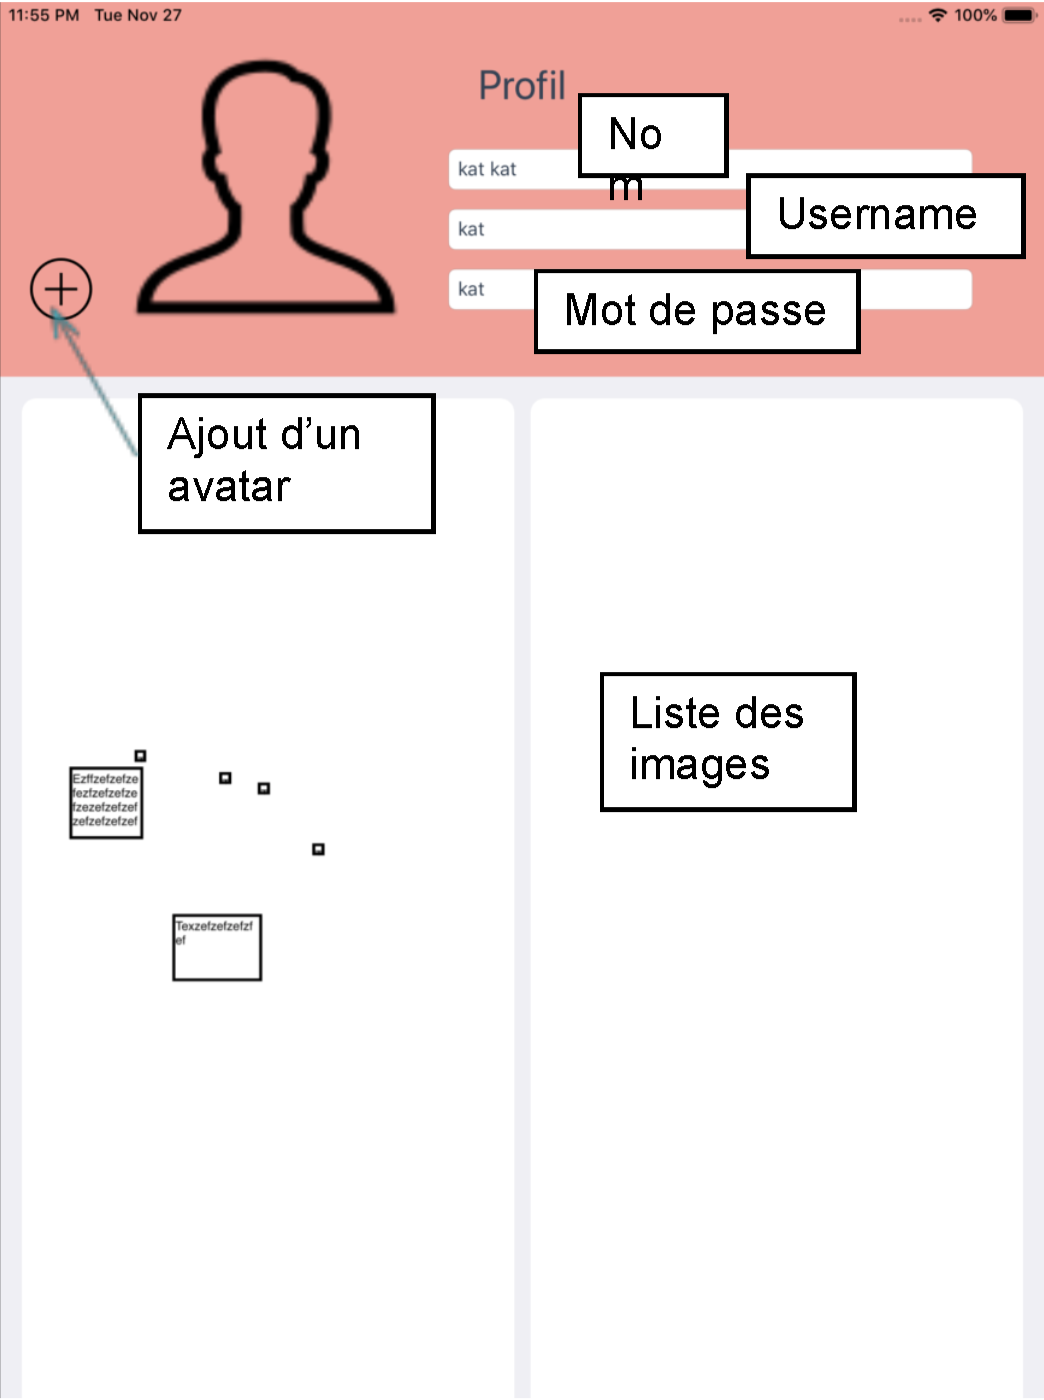 11:55 PM Tue Nov 27
100%
Profil
No
m
kat kat
Username
kat
kat
Mot de passe
Ajout d’un
avatar
Liste des
images
Ezffzefzefze
fezfzefzefze
fzezefzefzef
zefzefzefzef
Texzefzefzefzf
ef